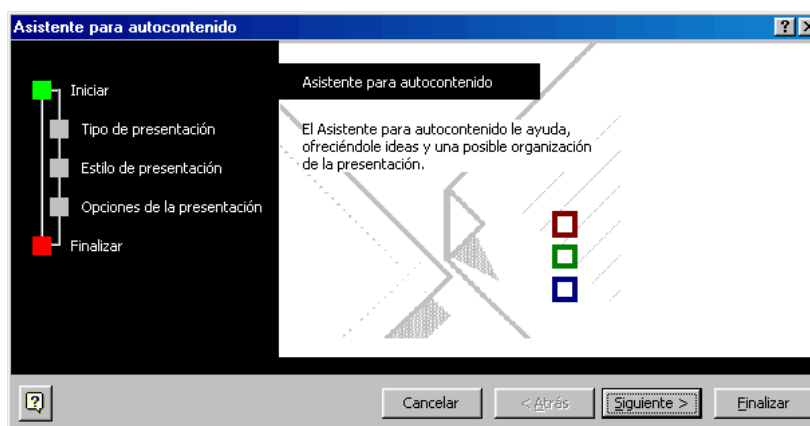 Asistente para autocontenido
Iniciar
Tipo de presentación
Estilo de presentación
Opciones de la presentación
Finalizar
Asistente para autocontenido
El Asistente para autocontenido le ayuda,
ofreciéndole ideas y una posible organización
de la presentación.
Cancelar
< Atrás
Siguiente >
Finalizar